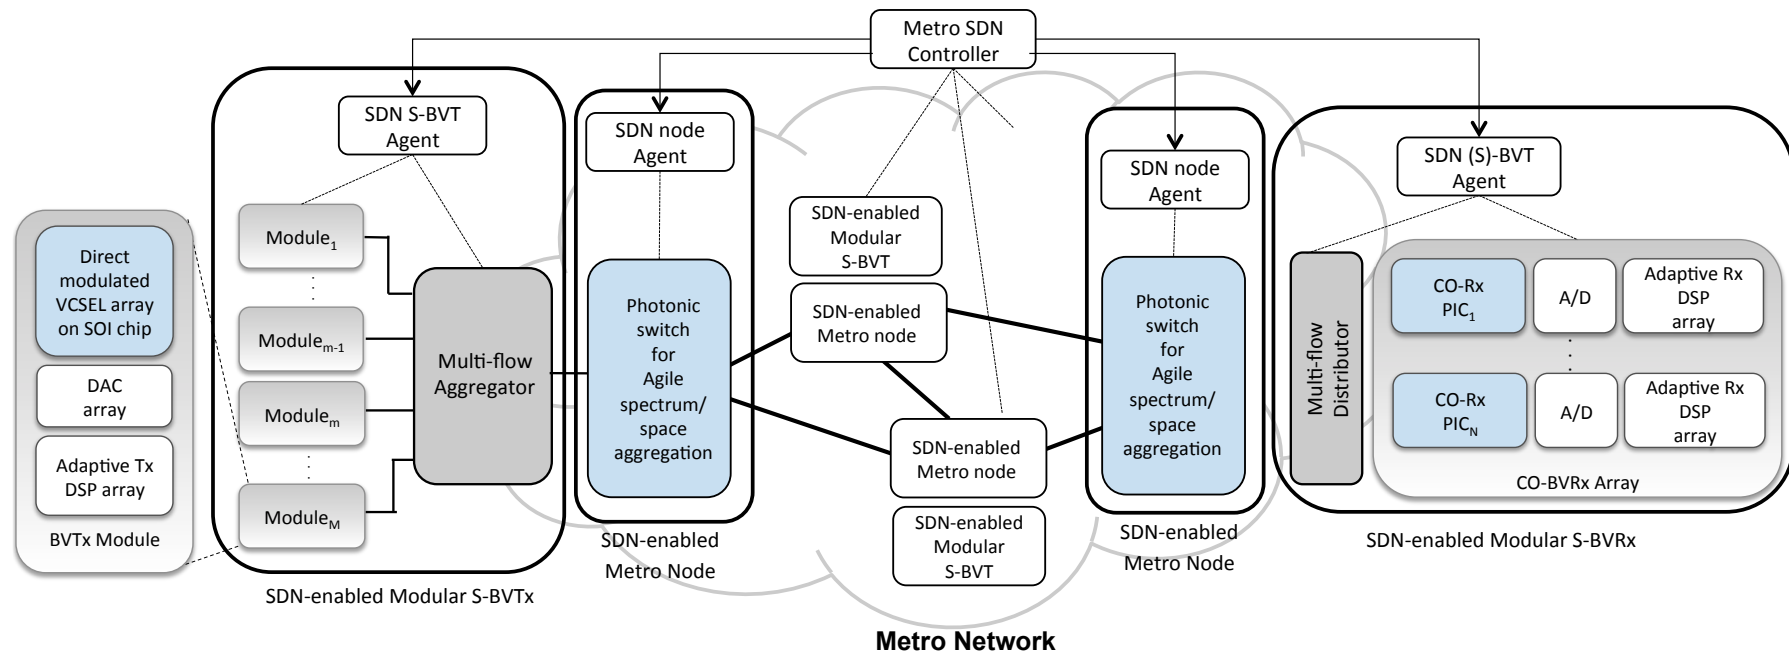 Metro SDN
Controller
SDN S-BVT
Agent
SDN node
Agent
SDN node
Agent
SDN (S)-BVT
Agent
Direct
modulated
VCSEL array
on SOI chip
DAC
array
Adaptive Tx
DSP array
BVTx Module
Module1
Modulem-1
Modulem
ModuleM
Multi-flow
Aggregator
SDN-enabled Modular S-BVTx
Photonic
switch
for
Agile
spectrum/
space
aggregation
SDN-enabled
Metro Node
SDN-enabled
Modular
S-BVT
SDN-enabled
Metro node
SDN-enabled
Metro node
SDN-enabled
Modular
S-BVT
Photonic
switch
for
Agile
spectrum/
space
aggregation
SDN-enabled
Metro Node
Multi-flow
Distributor
CO-Rx
PIC1
A/D
Adaptive Rx
DSP
array
CO-Rx
PICN
A/D
Adaptive Rx
DSP
array
CO-BVRx Array
SDN-enabled Modular S-BVRx
Metro Network